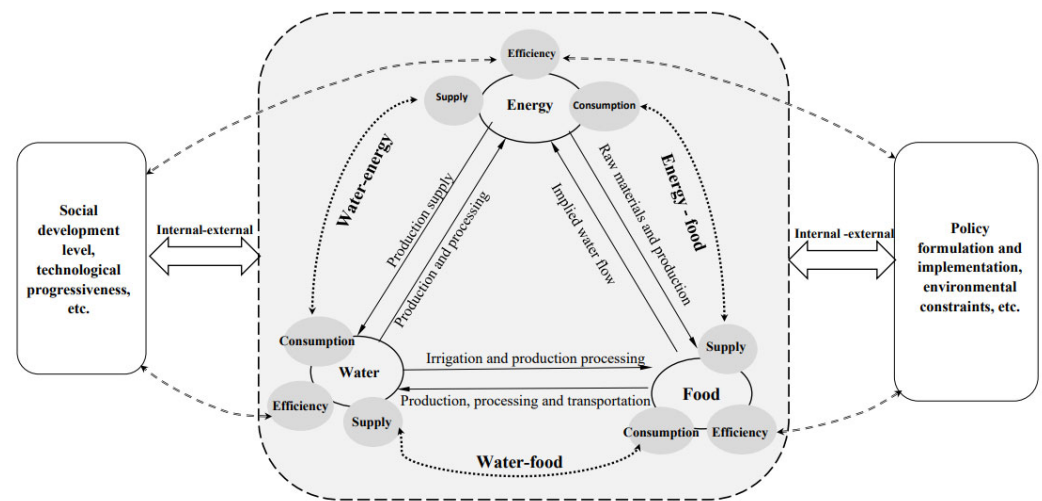 Efficiency
Supply
Energy
Consumption
Water-energy
Production supply
Production and processing
Implied water flow
Raw materials and production
Energy - food
Social
development
level,
technological
progressiveness,
etc.
Internal-external
Internal -external
Policy
formulation and
implementation,
environmental
constraints, etc.
Consumption
Water
Efficiency
Supply
Irrigation and production processing
Production, processing and transportation
Supply
Food
Consumption
Efficiency
Water-food